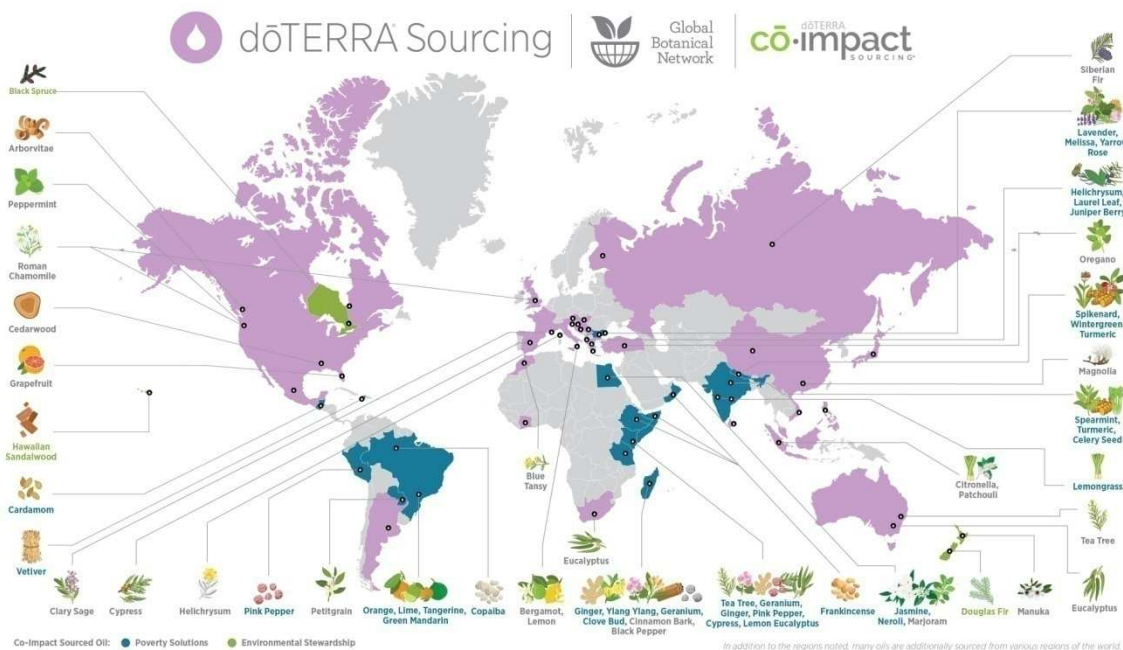 dōTERRA® Sourcing
Global
Botanical
Network
dōTERRA
cō•impact
SOURCING®
Black Spruce
Arborvitae
Peppermint
Roman
Chamomile
Cedarwood
Grapefruit
Hawaiian
Sandalwood
Cardamom
Vetiver
Siberian
Fir
Lavender,
Melissa, Yarrow
Rose
Helichrysum,
Laurel Leaf,
Juniper Berry
Oregano
Spikenard,
Wintergreen,
Turmeric
Magnolia
Spearmint,
Turmeric,
Celery Seed
Lemongrass
Tea Tree
Eucalyptus
Blue
Tansy
Eucalyptus
Citronella,
Patchouli
Clary Sage
Cypress
Helichrysum
Pink Pepper
Petitgrain
Orange, Lime, Tangerine,
Green Mandarin
Copaiba
Bergamot,
Lemon
Ginger, Ylang Ylang, Geranium,
Clove Bud, Cinnamon Bark,
Black Pepper
Tea Tree, Geranium,
Ginger, Pink Pepper,
Cypress, Lemon Eucalyptus
Frankincense
Jasmine,
Neroli, Marjoram
Douglas Fir
Manuka
Co-Impact Sourced Oil: Poverty Solutions Environmental Stewardship
In addition to the regions noted, many oils are additionally sourced from various regions of the world.